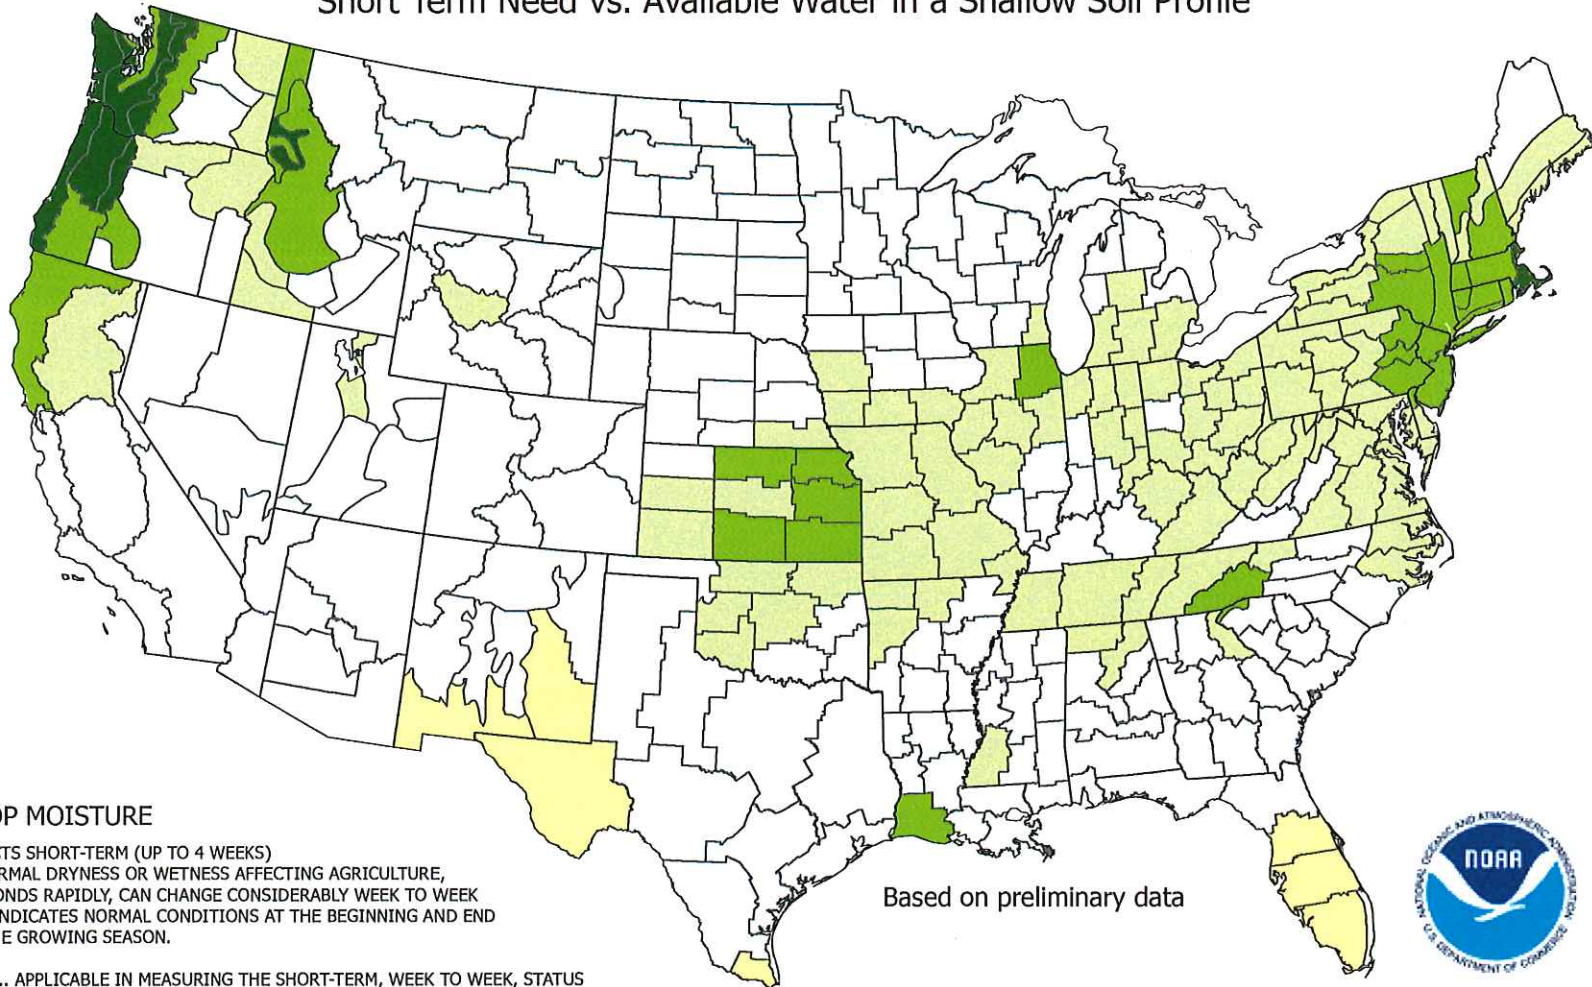 Short Term Need vs. Available Water in a Shallow Soil Profile
OP MOISTURE
CTS SHORT-TERM (UP TO 4 WEEKS)
RMAL DRYNESS OR WETNESS AFFECTING AGRICULTURE,
ONDS RAPIDLY, CAN CHANGE CONSIDERABLY WEEK TO WEEK
NDICATES NORMAL CONDITIONS AT THE BEGINNING AND END
E GROWING SEASON.
.. APPLICABLE IN MEASURING THE SHORT-TERM, WEEK TO WEEK, STATUS
Based on preliminary data
NATIONAL OCEANIC AND ATMOSPHERIC ADMINISTRATION
NOAA
U.S. DEPARTMENT OF COMMERCE